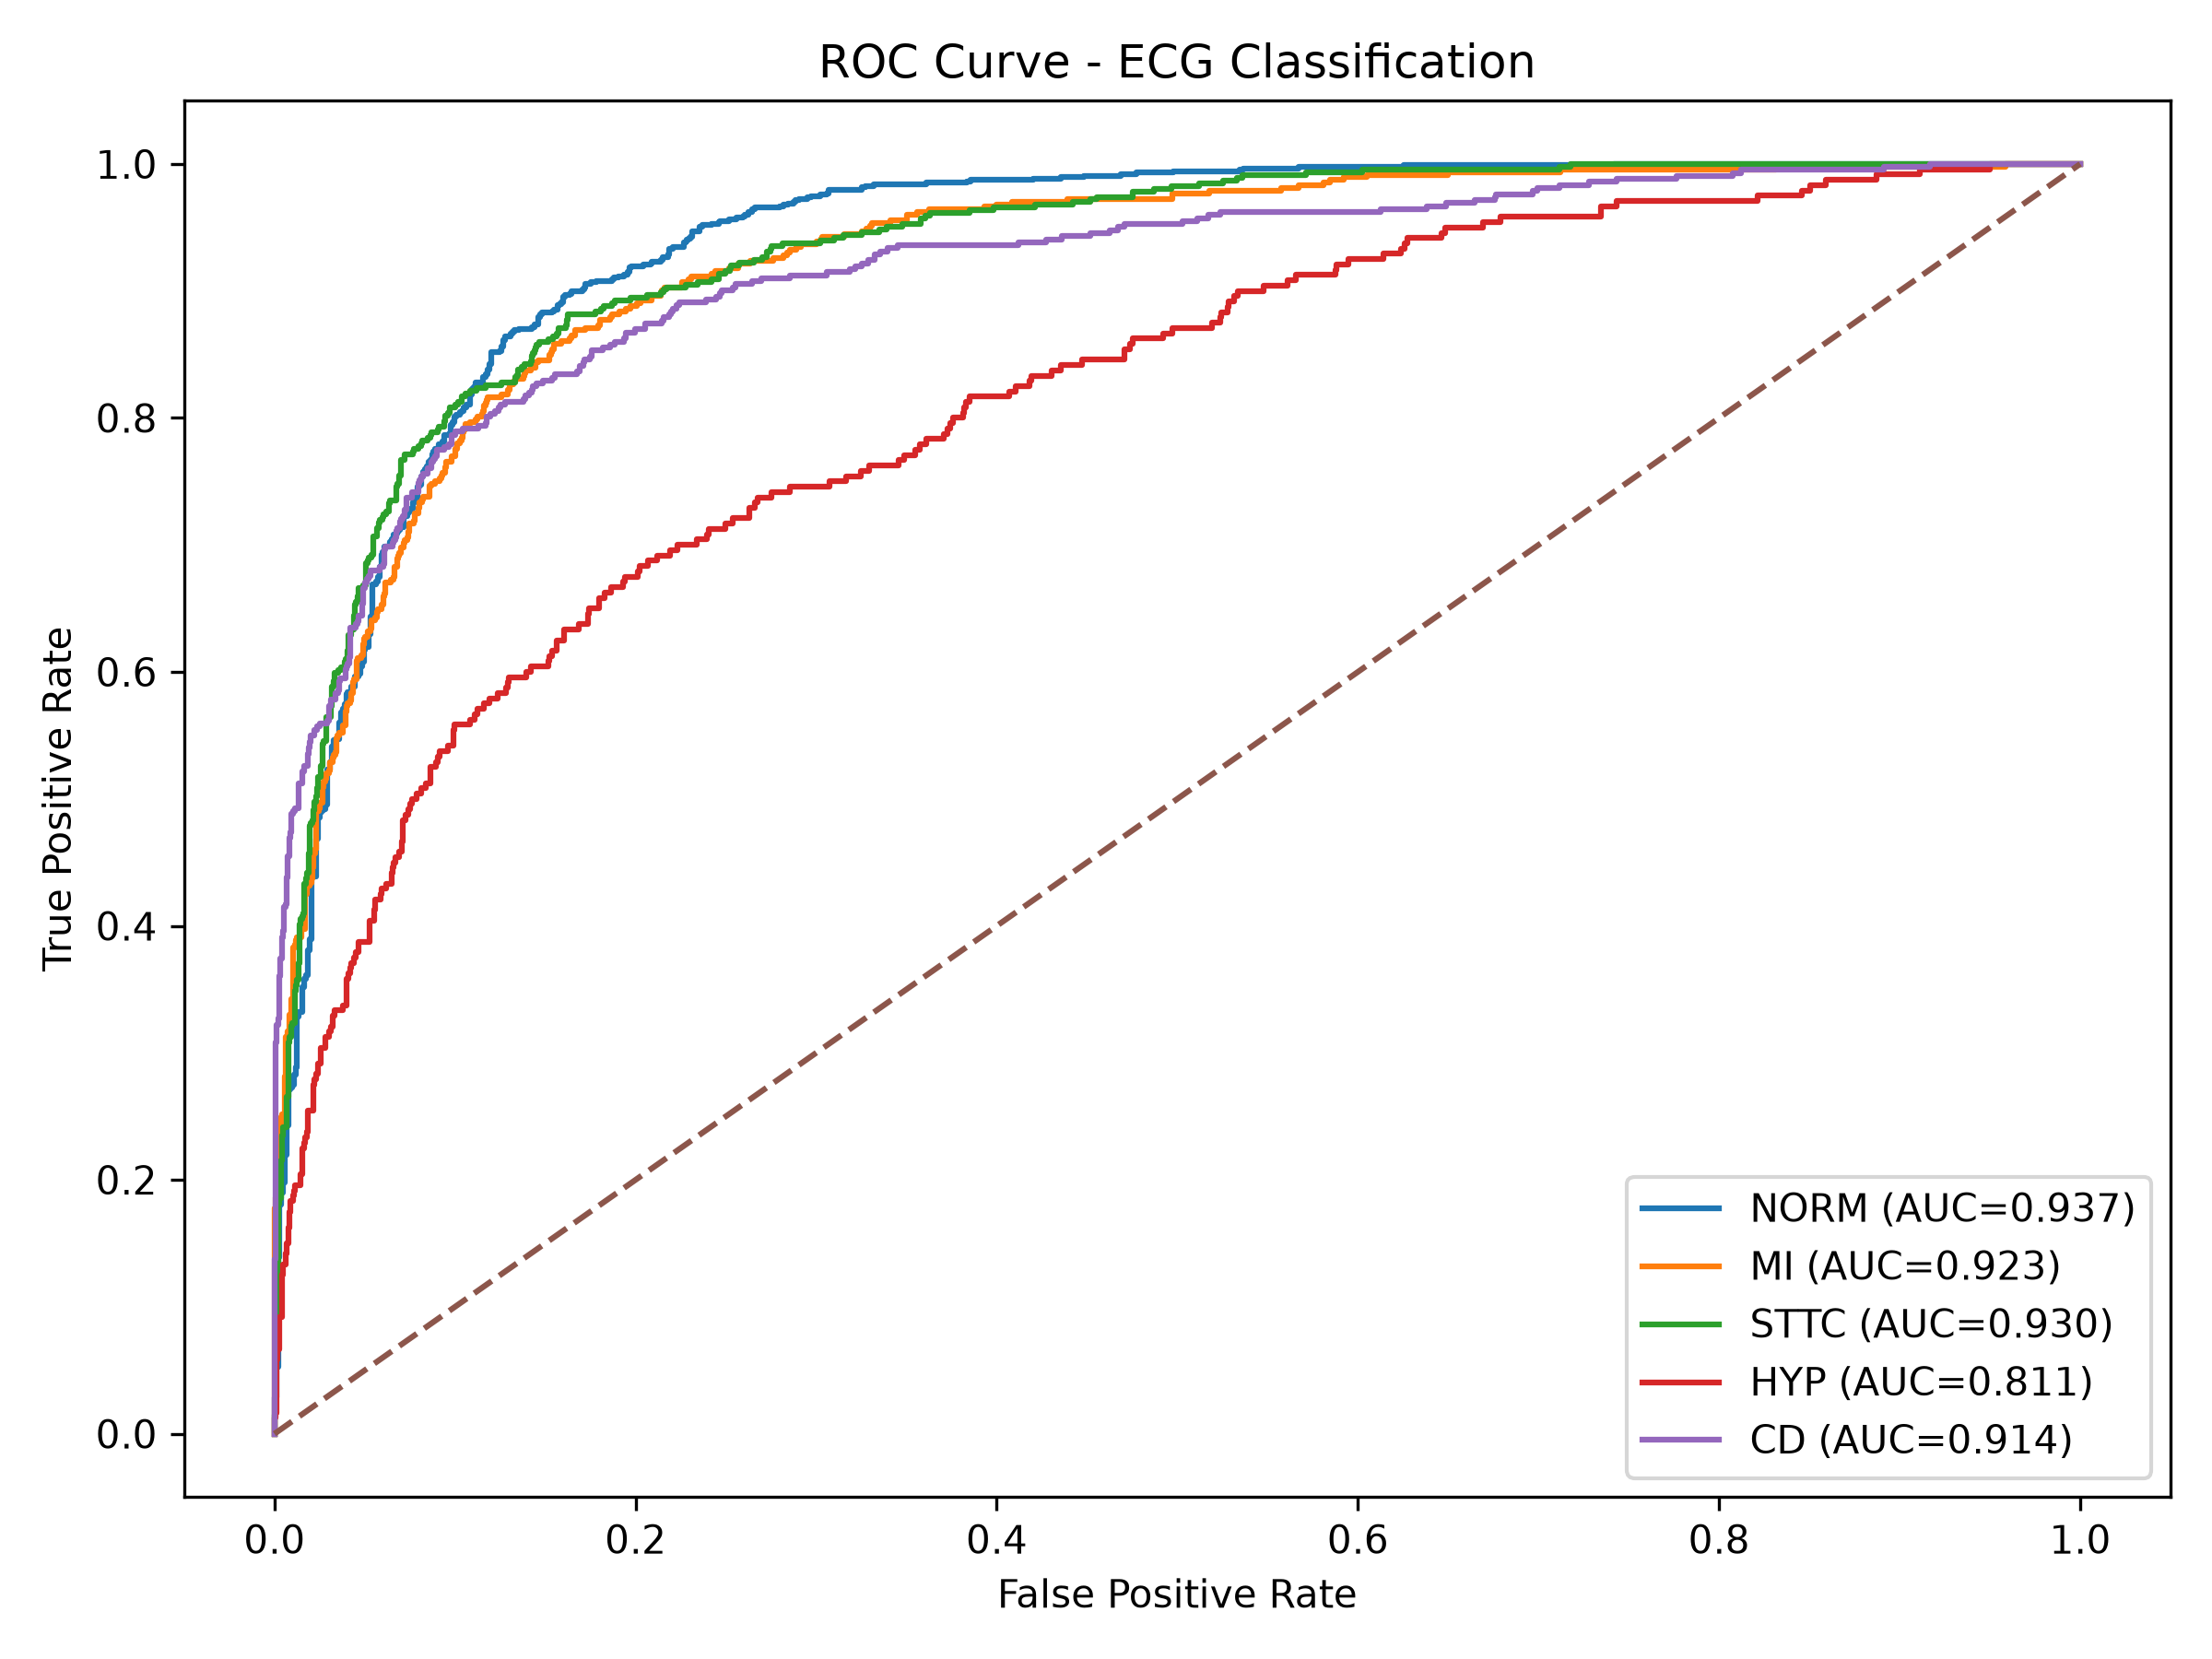 ROC Curve - ECG Classification
True Positive Rate
1.0
0.8
0.6
0.4
0.2
0.0
NORM (AUC=0.937)
MI (AUC=0.923)
STTC (AUC=0.930)
HYP (AUC=0.811)
CD (AUC=0.914)
0.0 0.2 0.4 0.6 0.8 1.0
False Positive Rate